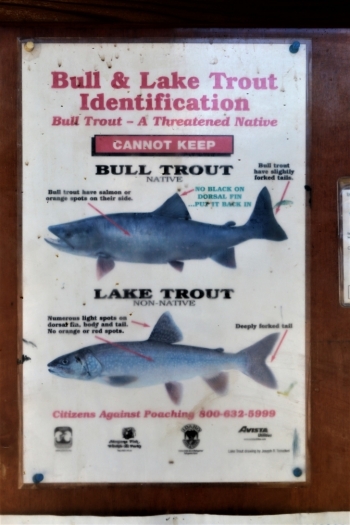 Bull & Lake Trout
Identification
Bull Trout – A Threatened Native
CANNOT KEEP
BULL TROUT
NATIVE
Bull trout
have slightly
forked tails.
Bull trout have salmon or
orange spots on their side.
NO BLACK ON
DORSAL FIN
...PUT IT BACK IN
LAKE TROUT
NON-NATIVE
Numerous light spots on
dorsal fin, body and tail.
No orange or red spots.
Deeply forked tail
Citizens Against Poaching 800-632-5999
AVISTA